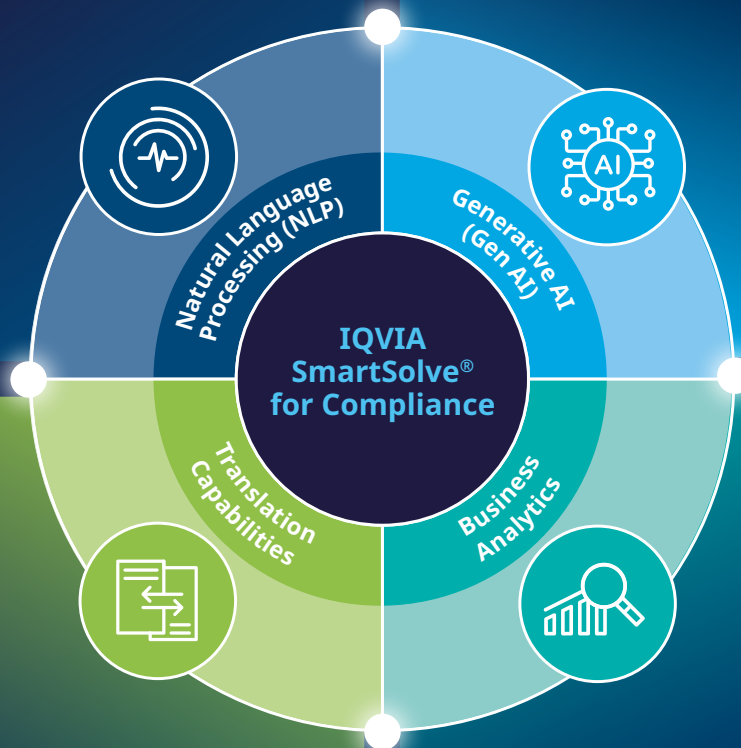 Natural Language
Processing (NLP)
Generative AI
(Gen AI)
AI
IQVIA
SmartSolve®
for Compliance
Translation
Capabilities
Business
Analytics